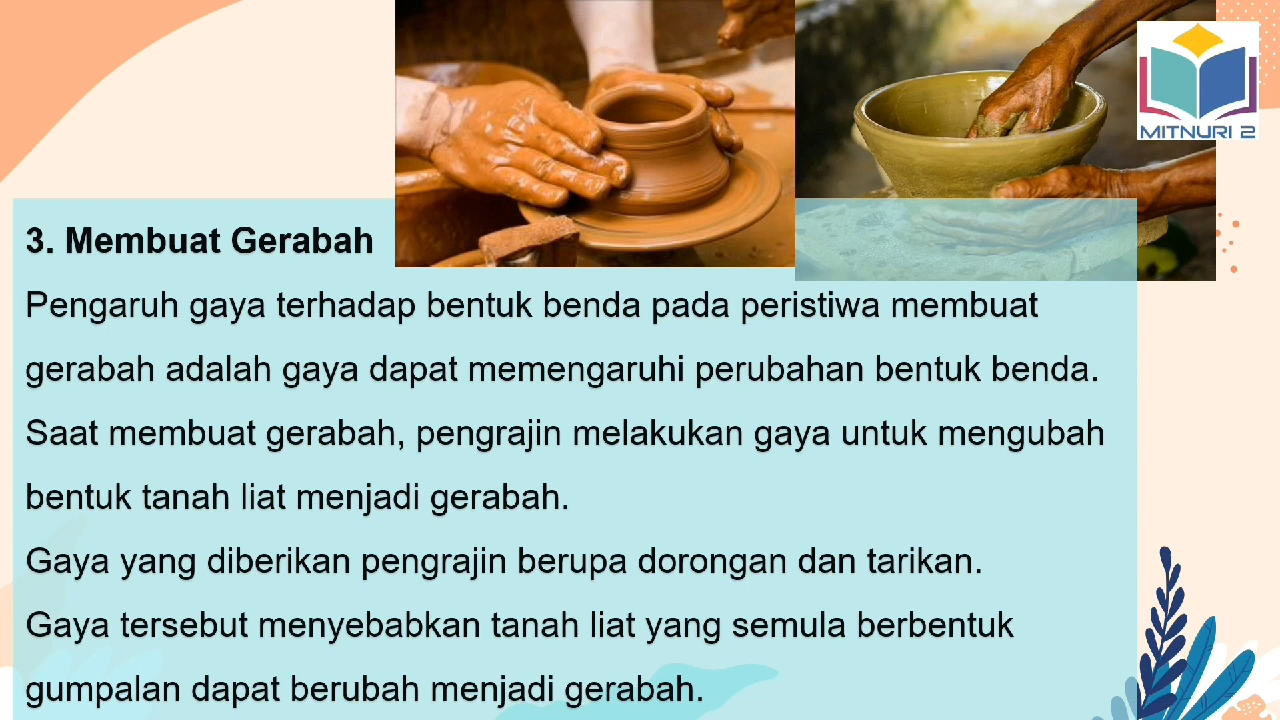 MITNURI 2
3. Membuat Gerabah
Pengaruh gaya terhadap bentuk benda pada peristiwa membuat
gerabah adalah gaya dapat memengaruhi perubahan bentuk benda.
Saat membuat gerabah, pengrajin melakukan gaya untuk mengubah
bentuk tanah liat menjadi gerabah.
Gaya yang diberikan pengrajin berupa dorongan dan tarikan.
Gaya tersebut menyebabkan tanah liat yang semula berbentuk
gumpalan dapat berubah menjadi gerabah.